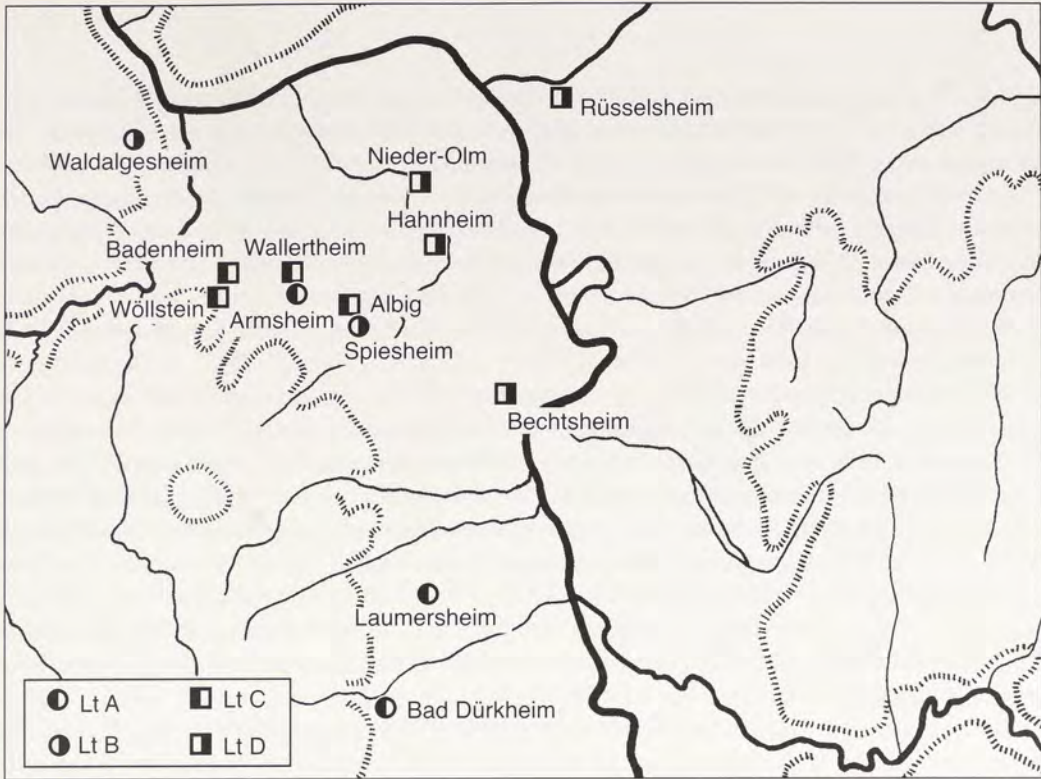 Rüsselsheim
Waldalgesheim
Nieder-Olm
Hahnheim
Badenheim
Wallertheim
Wöllstein
Armsheim
Albig
Spiesheim
Bechtsheim
Laumersheim
Bad Dürkheim
Lt A
Lt C
Lt B
Lt D